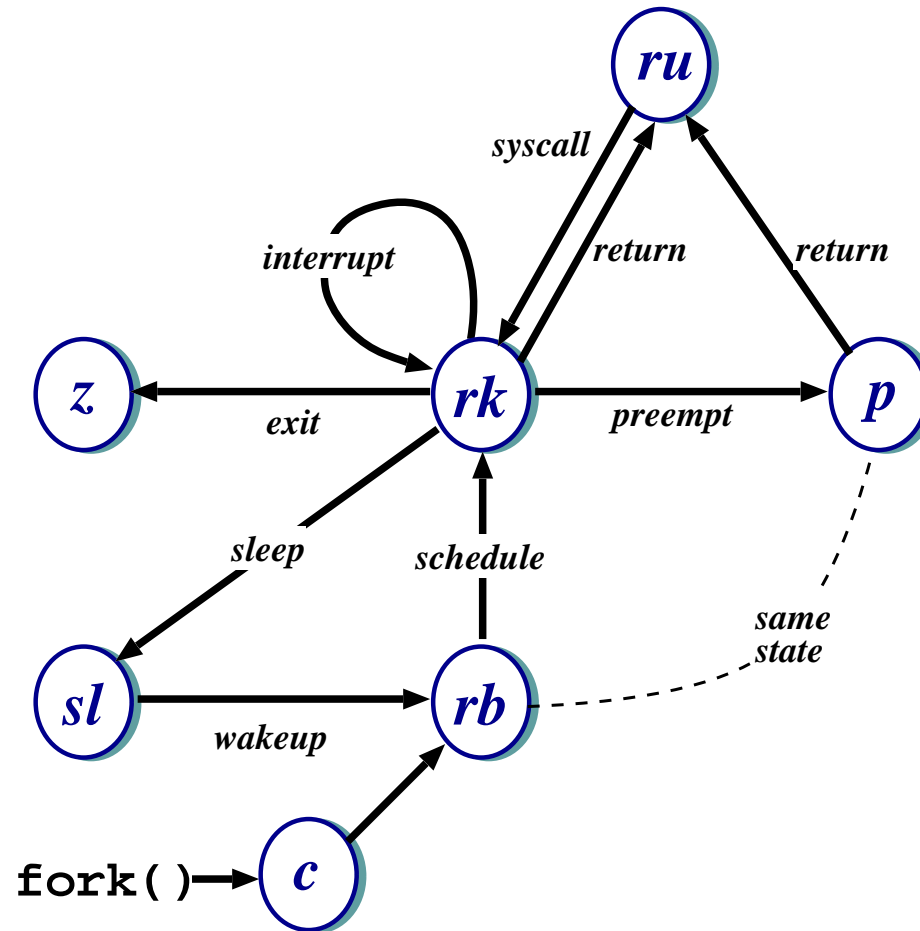 ru
syscall
interrupt
return
return
z
rk
p
exit
preempt
sleep
schedule
same
state
sl
rb
wakeup
fork()
c